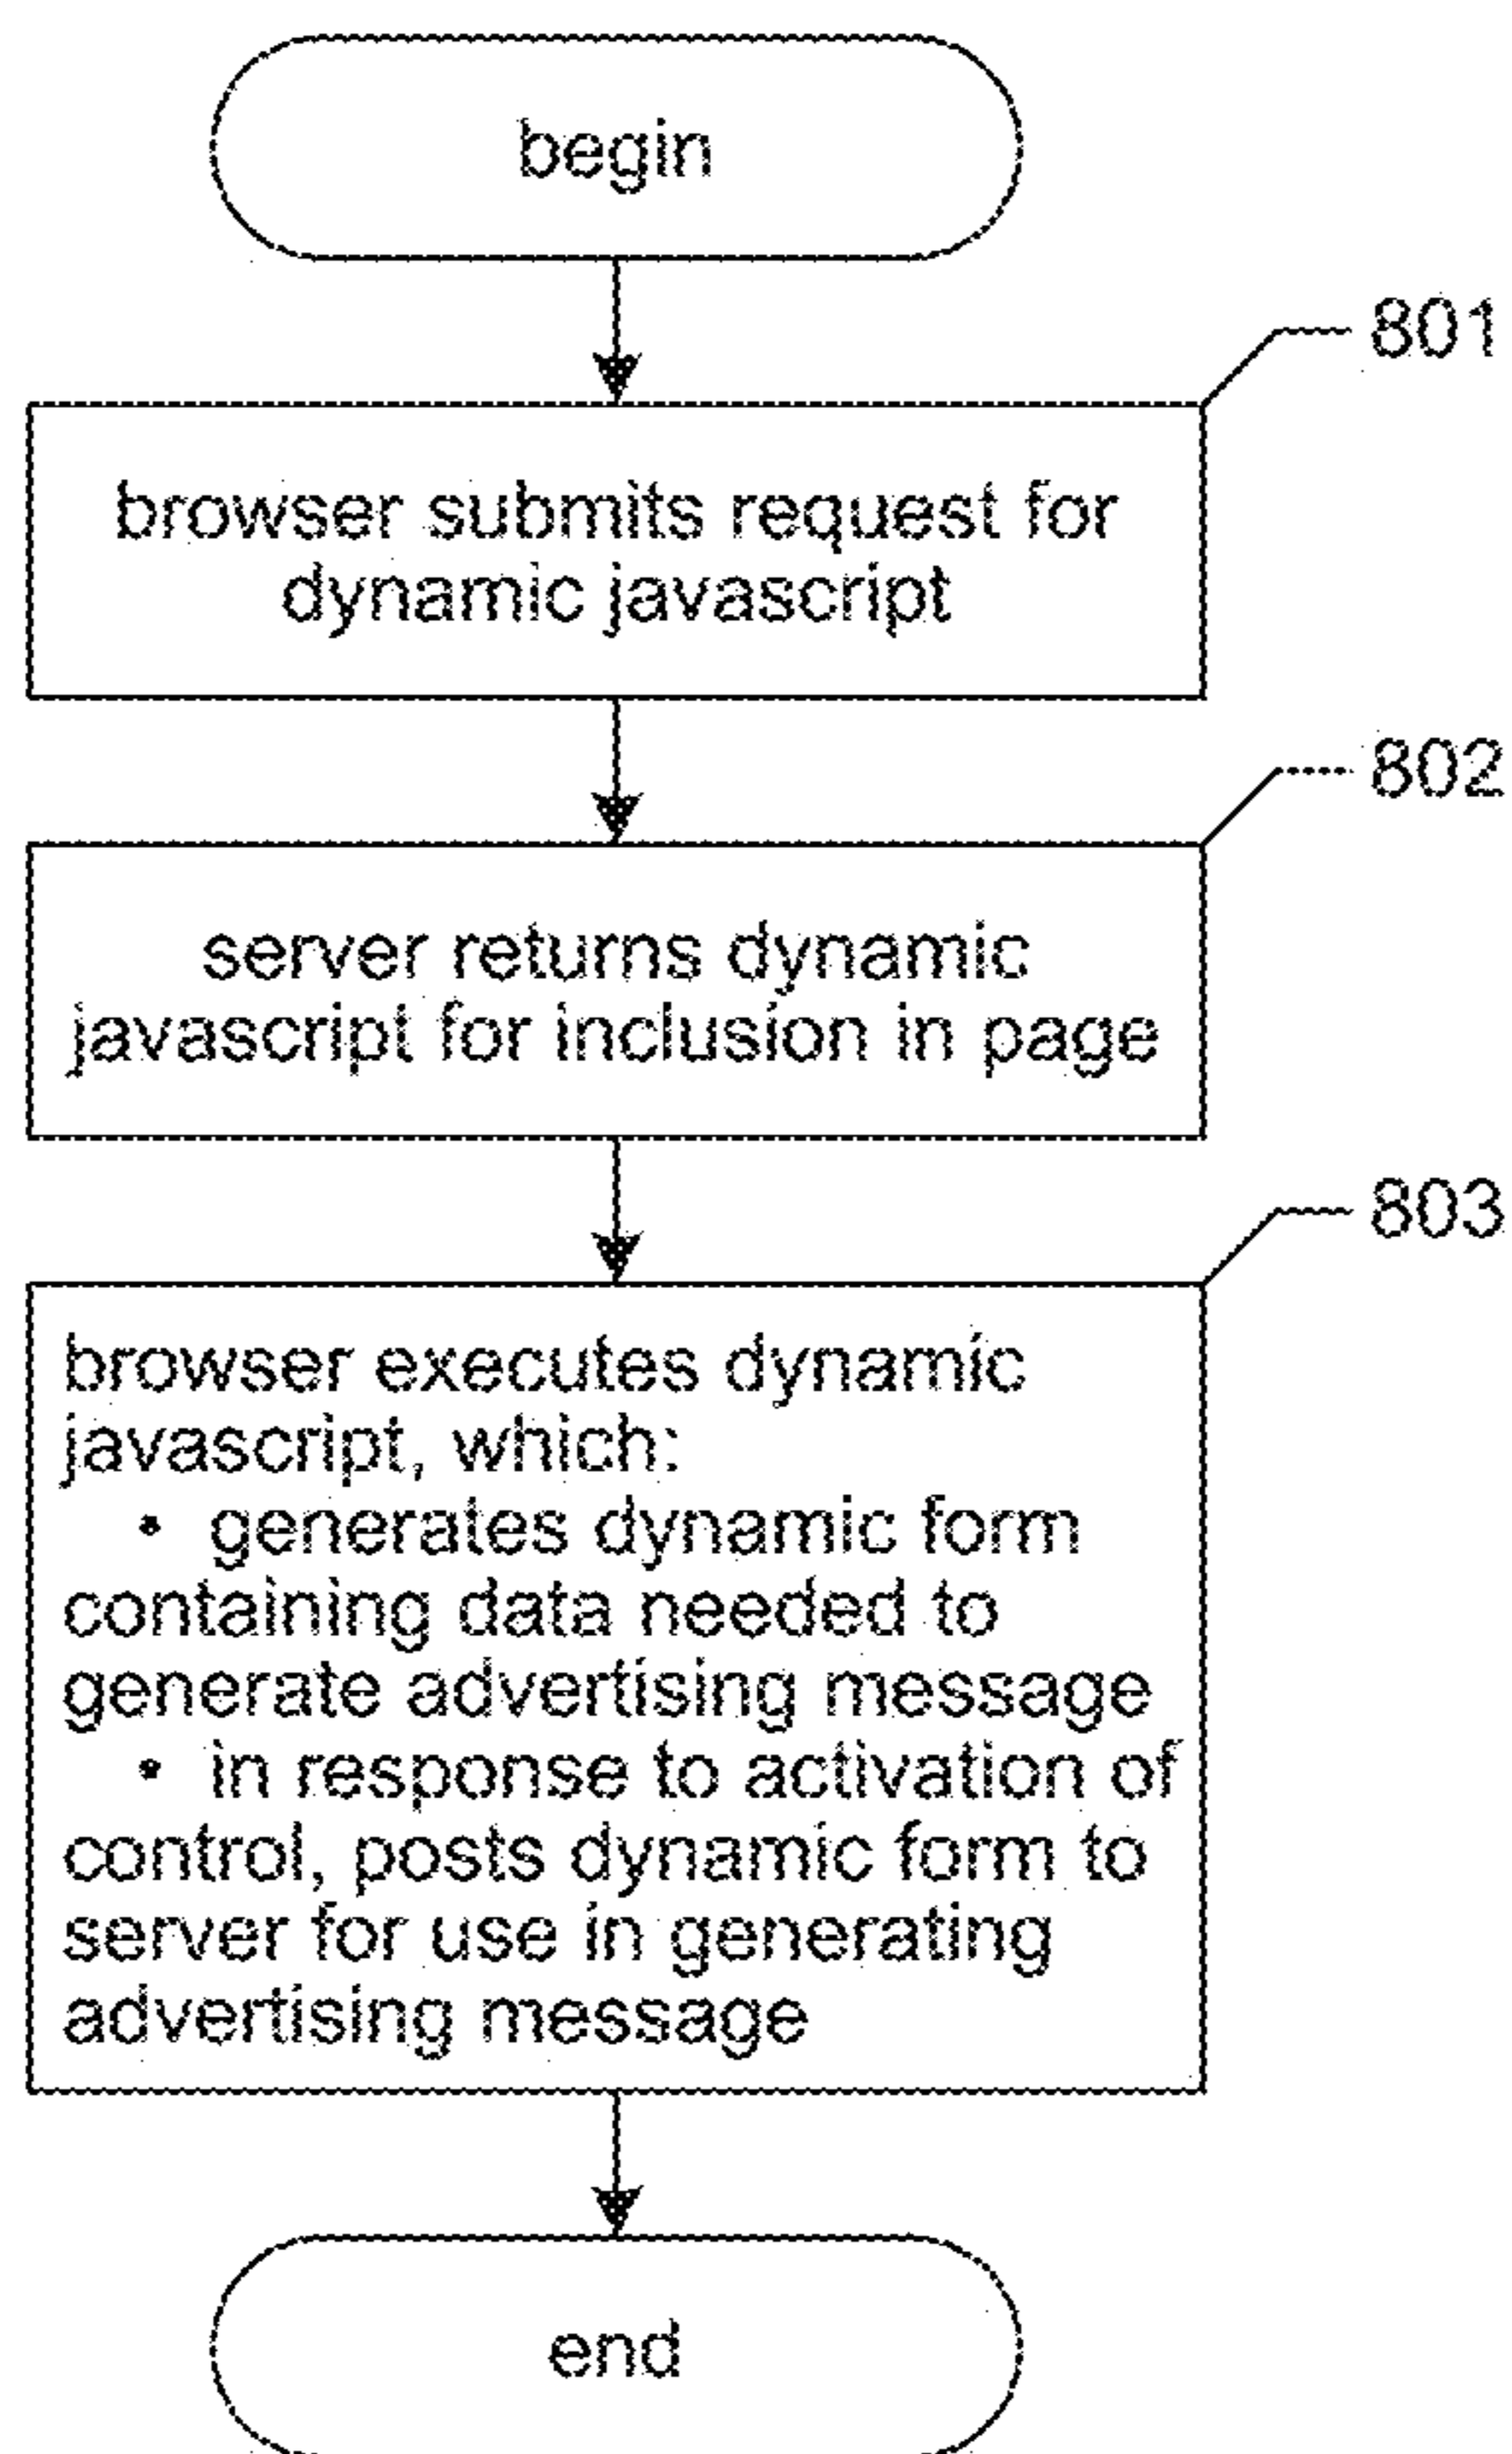 begin
801
browser submits request for
dynamic javascript
802
server returns dynamic
javascript for inclusion in page
803
browser executes dynamic
javascript, which:
• generates dynamic form
containing data needed to
generate advertising message
• in response to activation of
control, posts dynamic form to
server for use in generating
advertising message
end